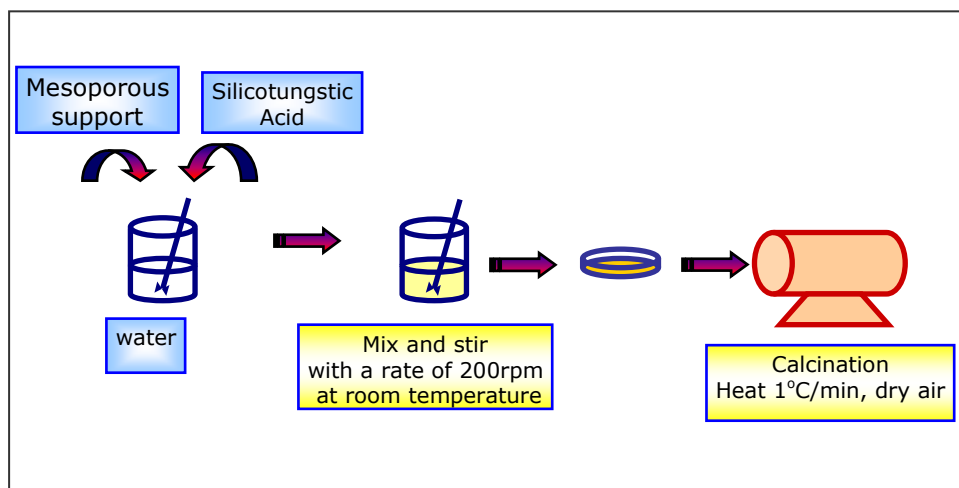 Mesoporous
support
Silicotungstic
Acid
water
Mix and stir
with a rate of 200rpm
at room temperature
Calcination
Heat 1°C/min, dry air